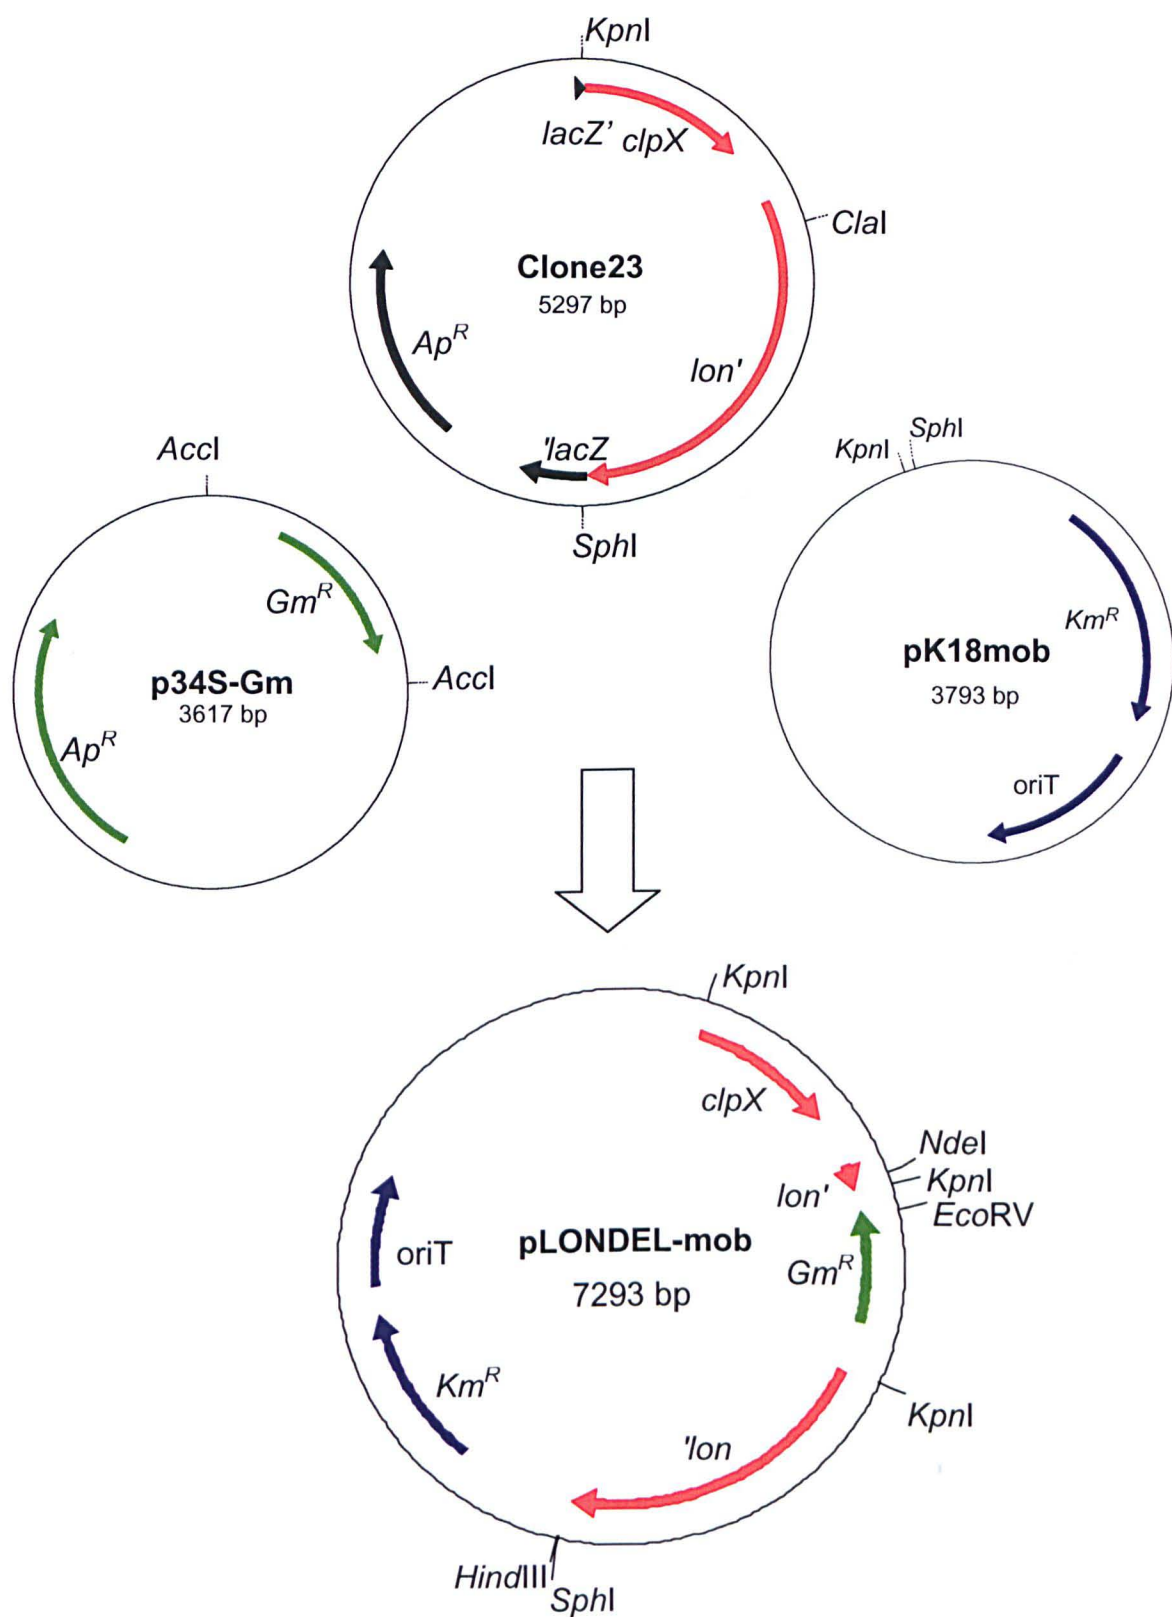 KpnI
lacZ' clpX
ClaI
Clone23
5297 bp
ApR
lon'
'lacZ
SphI
AccI
GmR
AccI
p34S-Gm
3617 bp
ApR
KpnI
SphI
KmR
pK18mob
3793 bp
oriT
KpnI
clpX
NdeI
KpnI
EcoRV
lon'
GmR
oriT
pLONDEL-mob
7293 bp
KmR
KpnI
'lon
HindIII
SphI